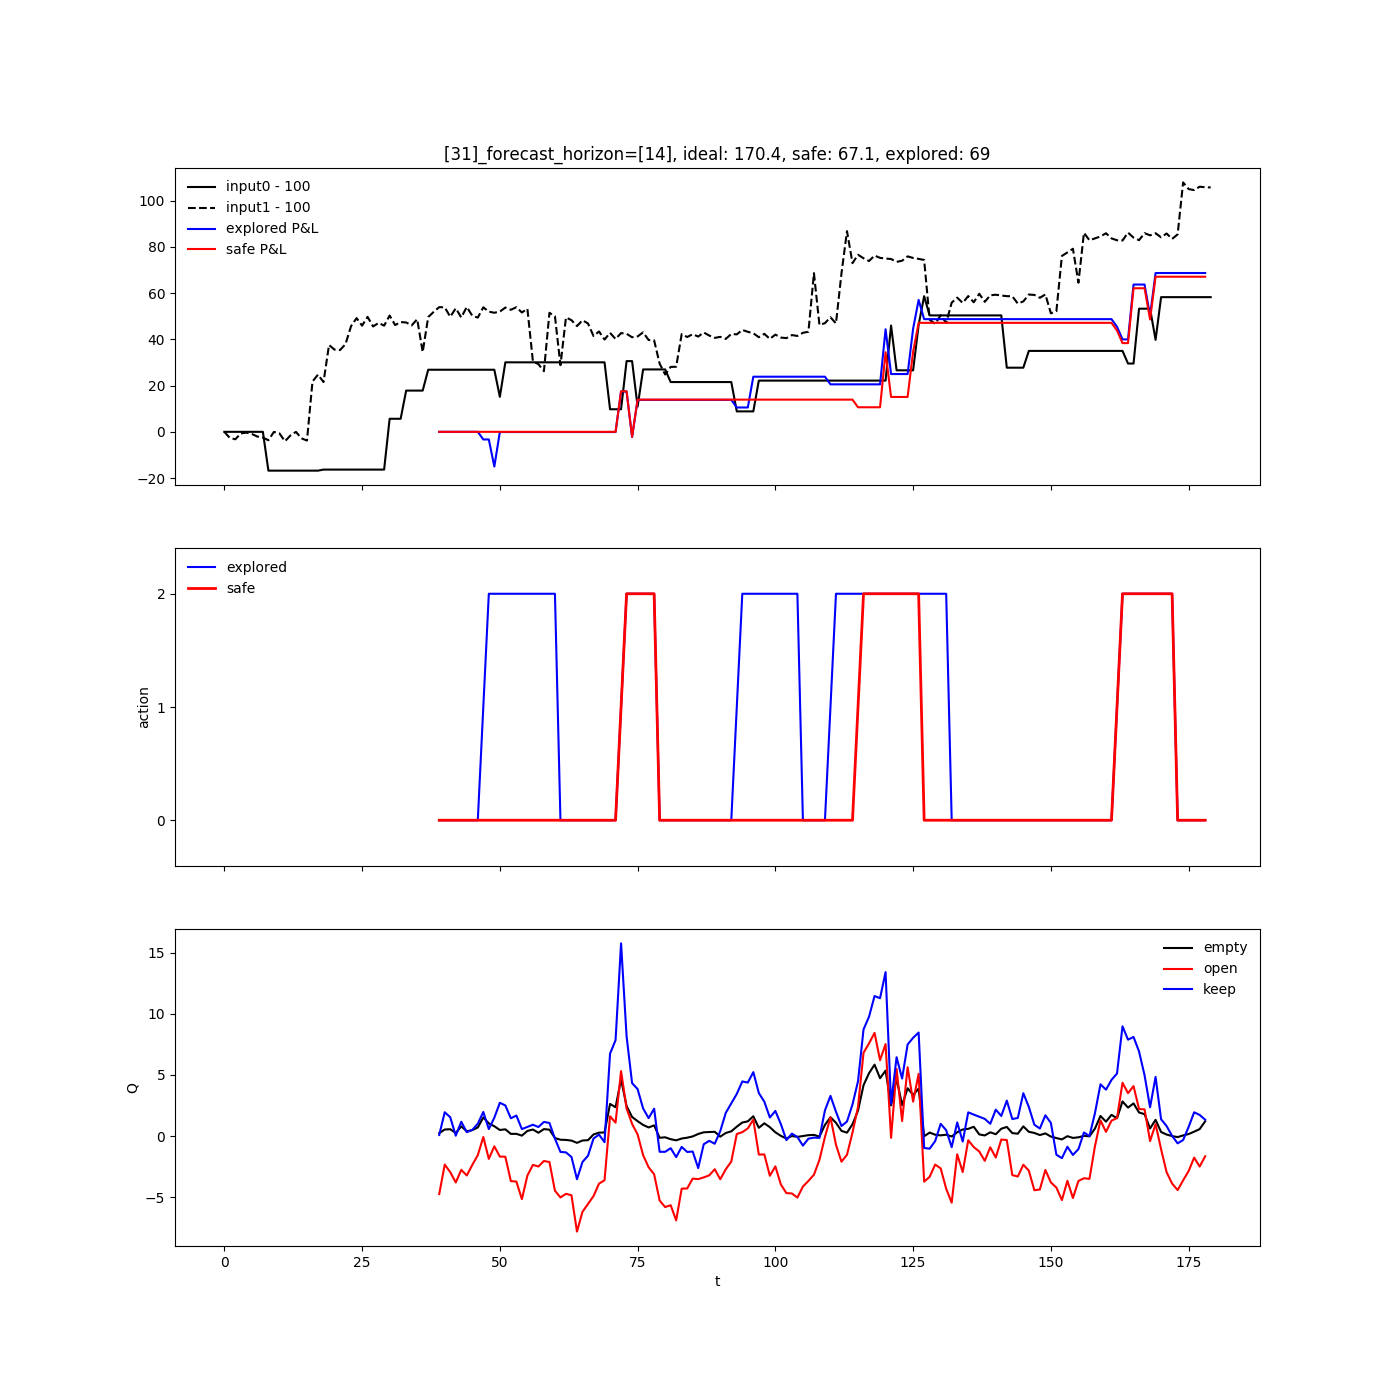 [31]_forecast_horizon=[14], ideal: 170.4, safe: 67.1, explored: 69
input0 - 100
input1 - 100
explored P&L
safe P&L
100
80
60
40
20
0
−20
explored
safe
2
1
0
action
empty
open
keep
15
10
5
0
−5
Q
0 25 50 75 100 125 150 175
t